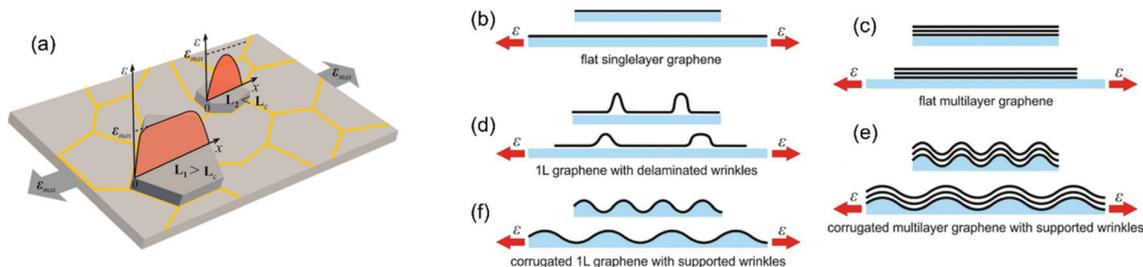 (a)
ε
ε_max
x
0
L₂ < L_c
ε_max
ε
ε_max
x
0
L₁ > L_c
ε_max
(b)
ε ε
flat singlelayer graphene
(c)
ε ε
flat multilayer graphene
(d)
ε ε
1L graphene with delaminated wrinkles
(e)
ε ε
corrugated multilayer graphene with supported wrinkles
(f)
ε ε
corrugated 1L graphene with supported wrinkles